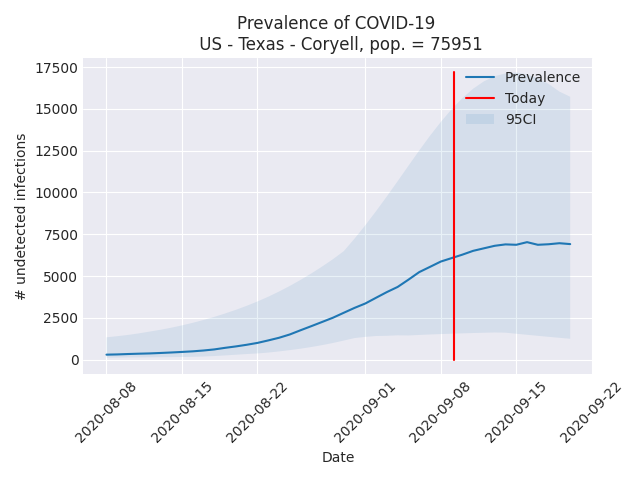 Prevalence of COVID-19
US - Texas - Coryell, pop. = 75951
17500
15000
12500
10000
7500
5000
2500
0
# undetected infections
Prevalence
Today
95CI
2020-08-08
2020-08-15
2020-08-22
2020-09-01
2020-09-08
2020-09-15
2020-09-22
Date